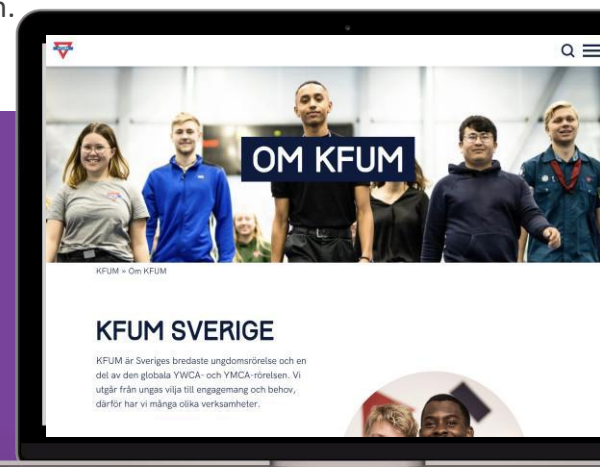 n.
OM KFUM
KFUM » Om KFUM
KFUM SVERIGE
KFUM är Sveriges bredaste ungdomsrörelse och en
del av den globala YWCA- och YMCA-rörelsen. Vi
utgår från ungas vilja till engagemang och behov,
därför har vi många olika verksamheter.